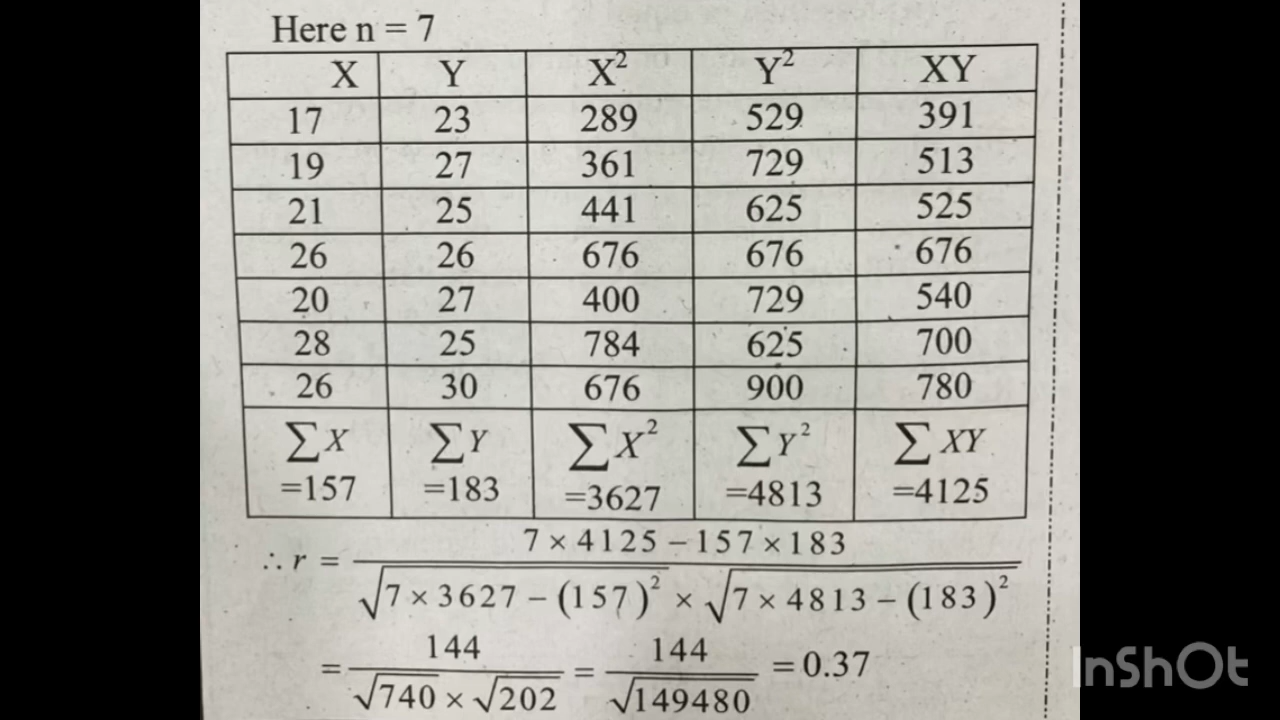 Here n = 7
X Y X² Y² XY
17 23 289 529 391
19 27 361 729 513
21 25 441 625 525
26 26 676 676 676
20 27 400 729 540
28 25 784 625 700
26 30 676 900 780
∑X =157 ∑Y =183 ∑X² =3627 ∑Y² =4813 ∑XY =4125
∴ r = (7 × 4125 − 157 × 183) / (√(7 × 3627 − (157)²) × √(7 × 4813 − (183)²))
= 144 / (√740 × √202) = 144 / √149480 = 0.37
InShOt